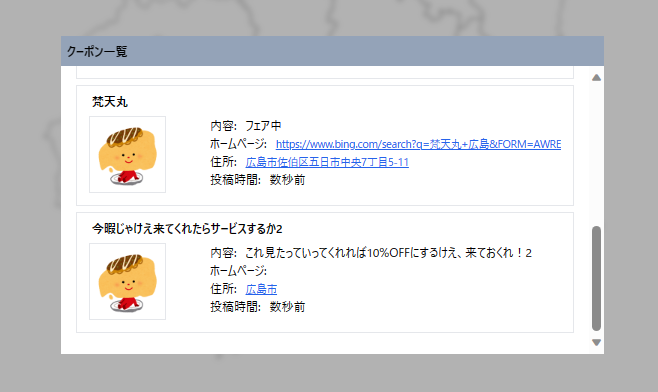 クーポン一覧
梵天丸
内容: フェア中
ホームページ: https://www.bing.com/search?q=梵天丸+広島&FORM=AWRE
住所: 広島市佐伯区五日市中央7丁目5-11
投稿時間: 数秒前
今暇じゃけえ来てくれたらサービスするか2
内容: これ見たっていってくれれば10%OFFにするけえ、来ておくれ！2
ホームページ:
住所: 広島市
投稿時間: 数秒前